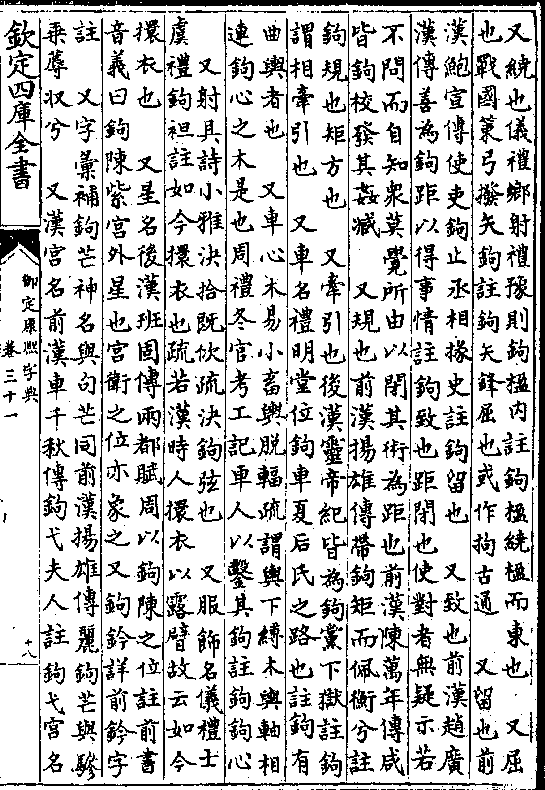 又繞也儀禮鄉射禮豫則鉤楹內註鉤楹繞楹而東也　又屈
也戰國策弓撥矢鉤註鉤矢鋒屈也或作拘古通　又留也前
漢鮑宣傳使吏鉤止丞相掾史註鉤留也　又致也前漢趙廣
漢傳善為鉤距以得事情註鉤致也距閉也使對者無疑示若
不問而自知衆莫覺所由以閉其術為距也前漢陳萬年傳咸
皆鉤校發其姦臧　又規也前漢揚雄傳帶鉤矩而佩衡兮註
鉤規也矩方也　又牽引也後漢靈帝紀皆為鉤黨下獄註鉤
謂相牽引也　又車名禮明堂位鉤車夏后氏之路也註鉤有
曲輿者也　又車心木易小畜輿脫輻疏謂輿下縛木與軸相
連鉤心之木是也周禮冬官考工記車人以鑿其鉤註鉤鉤心
　又射具詩小雅決拾既佽疏決鉤弦也　又服飾名儀禮士
虞禮鉤袒註如今擐衣也疏若漢時人擐衣以露臂故云如今
擐衣也　又星名後漢班固傳兩都賦周以鉤陳之位註前書
音義曰鉤陳紫宮外星也宮衛之位亦象之又鉤鈐詳前鈐字
註　又字彙補鉤芒神名與句芒同前漢揚雄傳麗鉤芒與驂
乘蓐収兮　又漢宮名前漢車千秋傳鉤弋夫人註鉤弋宮名
欽定四庫全書
御定康熙字典
卷三十一
十八